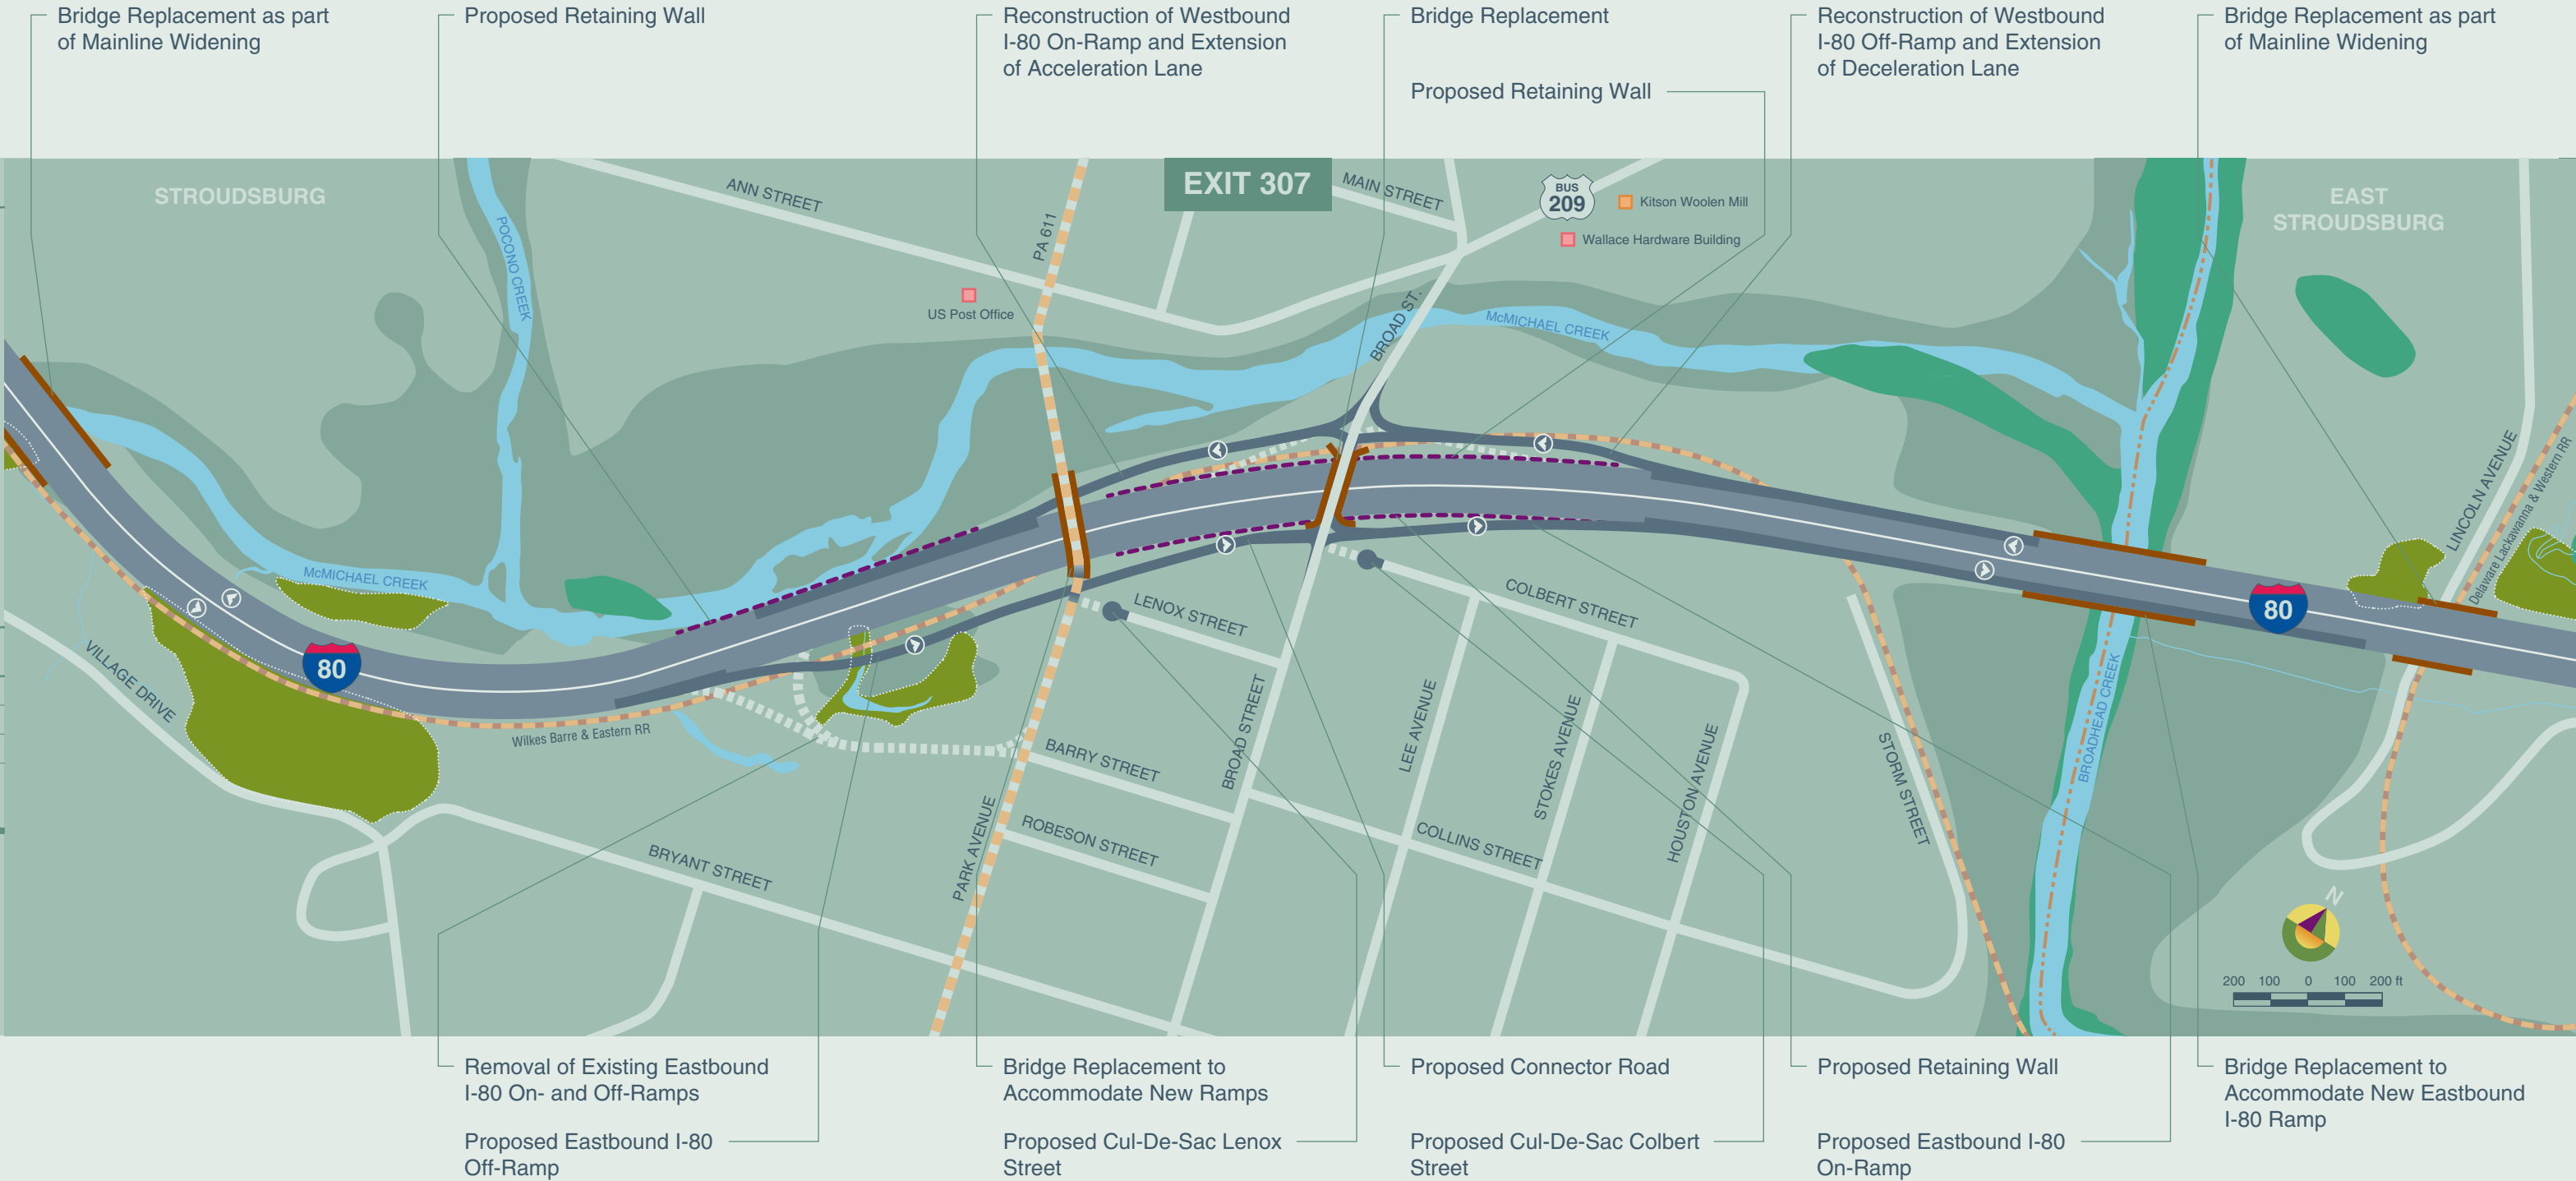 Bridge Replacement as part
of Mainline Widening
Proposed Retaining Wall
Reconstruction of Westbound
I-80 On-Ramp and Extension
of Acceleration Lane
Bridge Replacement
Proposed Retaining Wall
Reconstruction of Westbound
I-80 Off-Ramp and Extension
of Deceleration Lane
Bridge Replacement as part
of Mainline Widening
STROUDSBURG
POCONO CREEK
ANN STREET
PA 611
EXIT 307
MAIN STREET
BUS
209
Kitson Woolen Mill
Wallace Hardware Building
EAST
STROUDSBURG
US Post Office
BROAD ST.
McMICHAEL CREEK
LINCOLN AVENUE
Delaware Lackawanna & Western RR
McMICHAEL CREEK
80
80
VILLAGE DRIVE
Wilkes Barre & Eastern RR
LENOX STREET
COLBERT STREET
BROAD STREET
LEE AVENUE
STOKES AVENUE
HOUSTON AVENUE
STORM STREET
BROADHEAD CREEK
BARRY STREET
PARK AVENUE
ROBESON STREET
COLLINS STREET
BRYANT STREET
N
200 100 0 100 200 ft
Removal of Existing Eastbound
I-80 On- and Off-Ramps
Proposed Eastbound I-80
Off-Ramp
Bridge Replacement to
Accommodate New Ramps
Proposed Cul-De-Sac Lenox
Street
Proposed Connector Road
Proposed Cul-De-Sac Colbert
Street
Proposed Retaining Wall
Proposed Eastbound I-80
On-Ramp
Bridge Replacement to
Accommodate New Eastbound
I-80 Ramp